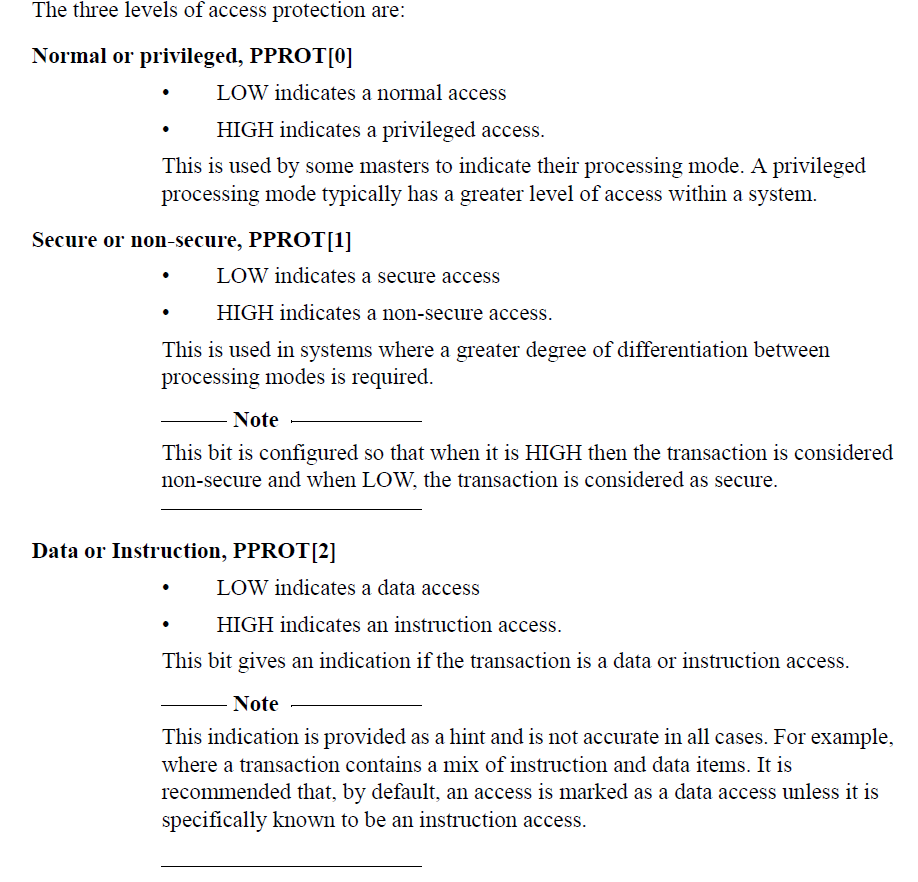 The three levels of access protection are:
Normal or privileged, PPROT[0]
• LOW indicates a normal access
• HIGH indicates a privileged access.
This is used by some masters to indicate their processing mode. A privileged
processing mode typically has a greater level of access within a system.
Secure or non-secure, PPROT[1]
• LOW indicates a secure access
• HIGH indicates a non-secure access.
This is used in systems where a greater degree of differentiation between
processing modes is required.
Note
This bit is configured so that when it is HIGH then the transaction is considered
non-secure and when LOW, the transaction is considered as secure.
Data or Instruction, PPROT[2]
• LOW indicates a data access
• HIGH indicates an instruction access.
This bit gives an indication if the transaction is a data or instruction access.
Note
This indication is provided as a hint and is not accurate in all cases. For example,
where a transaction contains a mix of instruction and data items. It is
recommended that, by default, an access is marked as a data access unless it is
specifically known to be an instruction access.